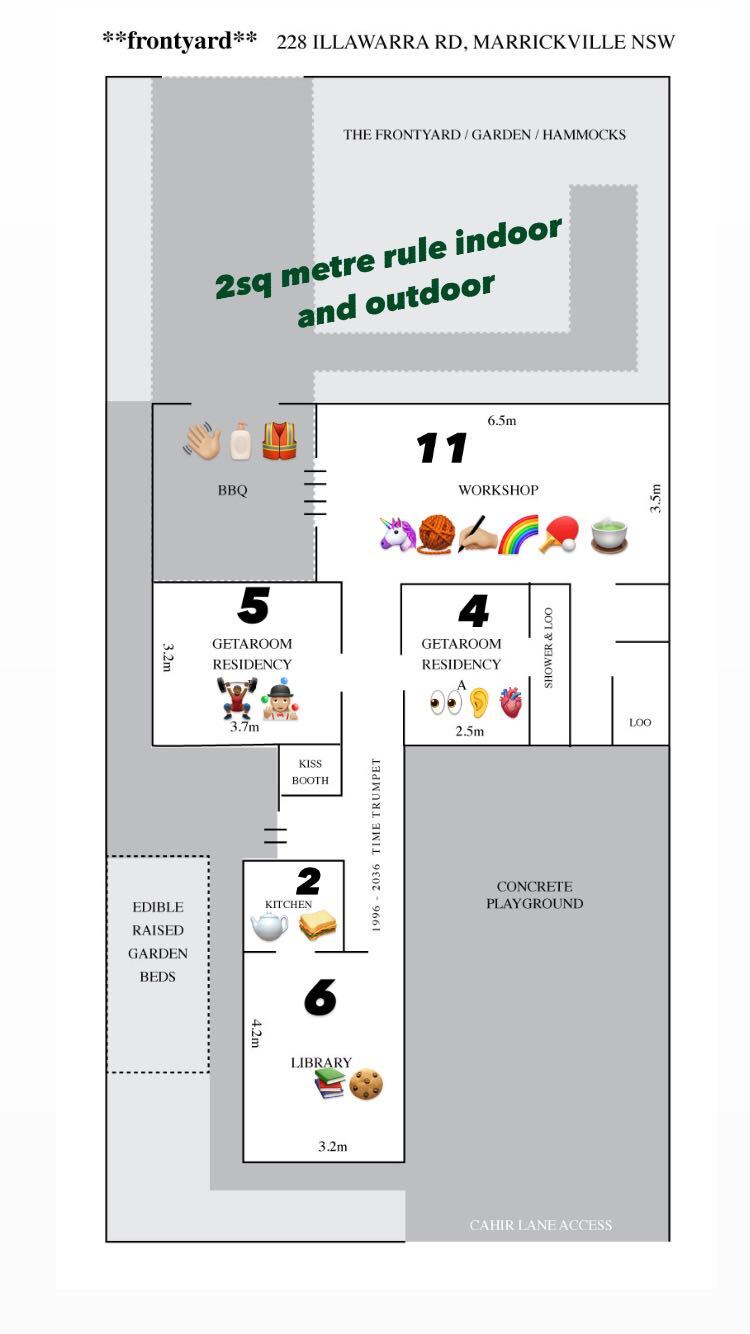 **frontyard** 228 ILLAWARRA RD, MARRICKVILLE NSW
THE FRONTYARD / GARDEN / HAMMOCKS
2sq metre rule indoor
and outdoor
6.5m
11
BBQ
WORKSHOP
3.5m
5
GETAROOM
RESIDENCY
3.2m
3.7m
4
GETAROOM
RESIDENCY
A
2.5m
SHOWER & LOO
LOO
KISS
BOOTH
1996 - 2036 TIME TRUMPET
2
KITCHEN
EDIBLE
RAISED
GARDEN
BEDS
CONCRETE
PLAYGROUND
6
4.2m
LIBRARY
3.2m
CAHIR LANE ACCESS